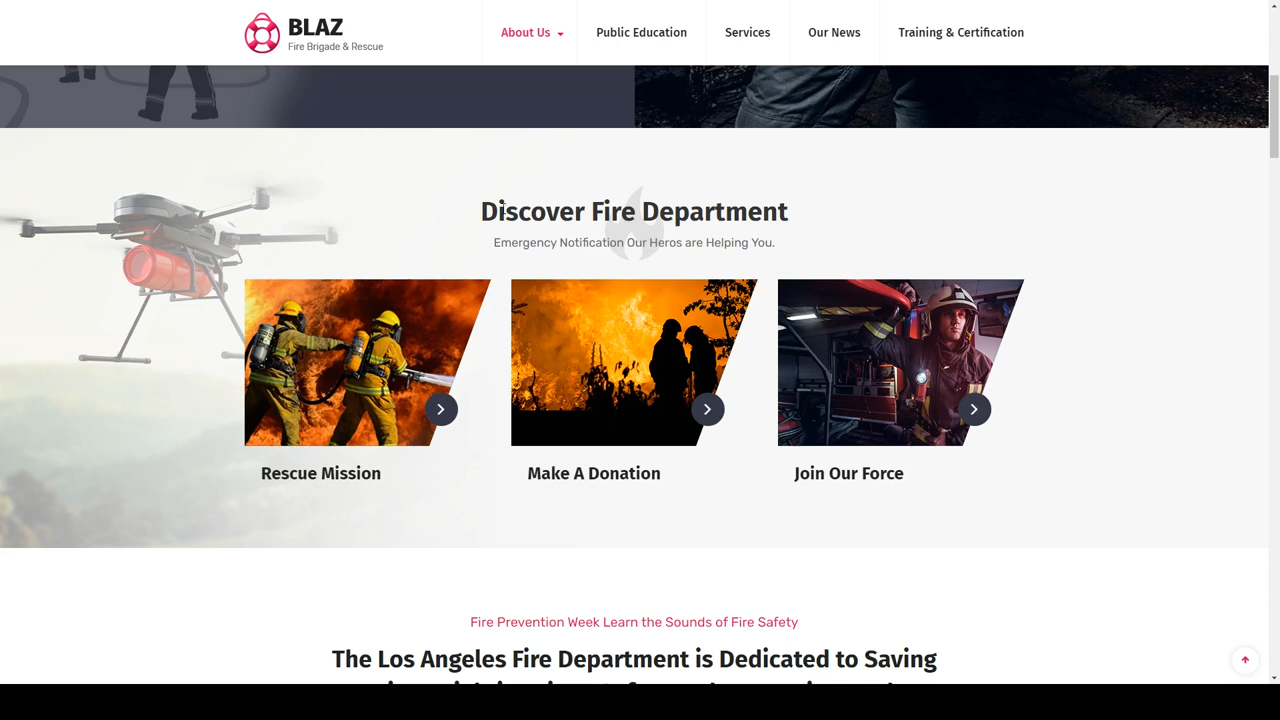 BLAZ
Fire Brigade & Rescue
About Us
Public Education
Services
Our News
Training & Certification
Discover Fire Department
Emergency Notification Our Heros are Helping You.
Rescue Mission
Make A Donation
Join Our Force
Fire Prevention Week Learn the Sounds of Fire Safety
The Los Angeles Fire Department is Dedicated to Saving